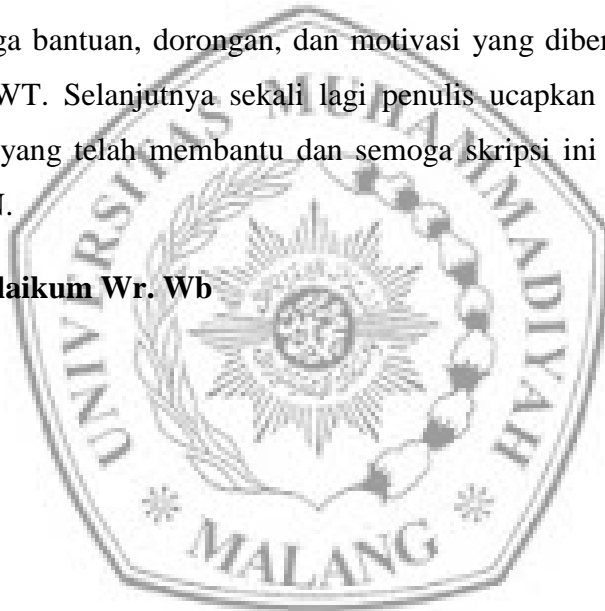 ga bantuan, dorongan, dan motivasi yang diber
WT. Selanjutnya sekali lagi penulis ucapkan
yang telah membantu dan semoga skripsi ini
N.
laikum Wr. Wb
UNIVERSITAS MUHAMMADIYAH
MALANG